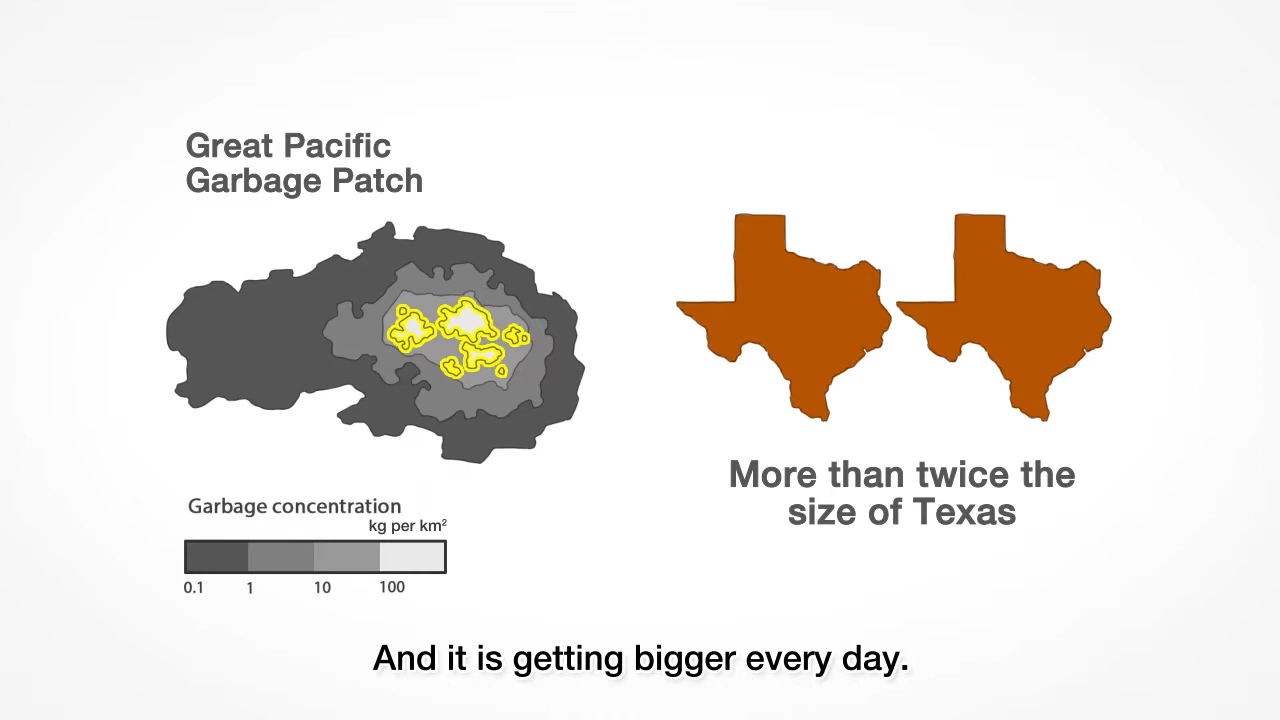 Great Pacific
Garbage Patch
Garbage concentration
kg per km²
0.1 1 10 100
More than twice the
size of Texas
And it is getting bigger every day.